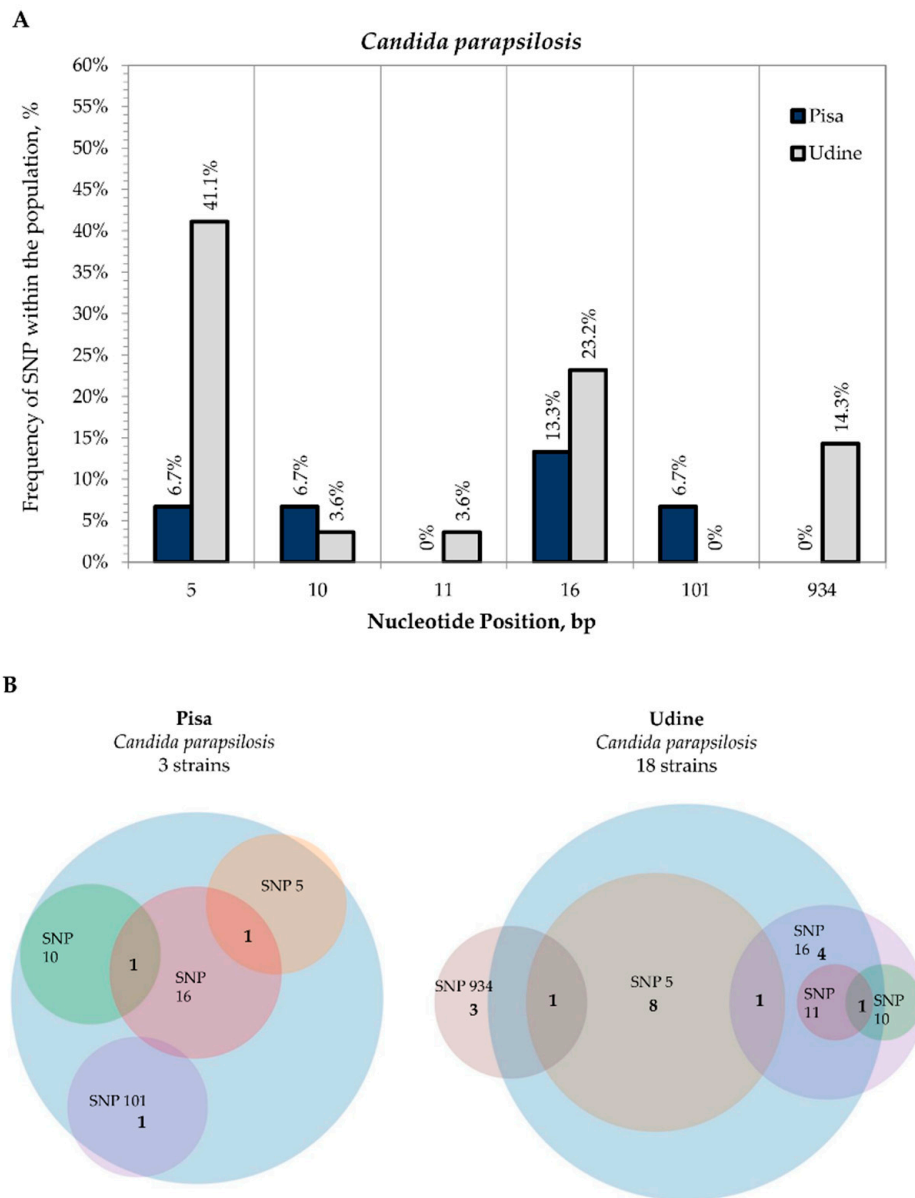 A
Candida parapsilosis
Frequency of SNP within the population, %
60%
55%
50%
45%
40%
35%
30%
25%
20%
15%
10%
5%
0%
Pisa
Udine
6.7%
41.1%
6.7%
3.6%
0%
3.6%
13.3%
23.2%
6.7%
0%
0%
14.3%
5
10
11
16
101
934
Nucleotide Position, bp
B
Pisa
Candida parapsilosis
3 strains
SNP 5
1
SNP
10
1
SNP
16
SNP 101
1
Udine
Candida parapsilosis
18 strains
SNP 934
3
1
SNP 5
8
1
SNP
16 4
SNP
11
1
SNP
10